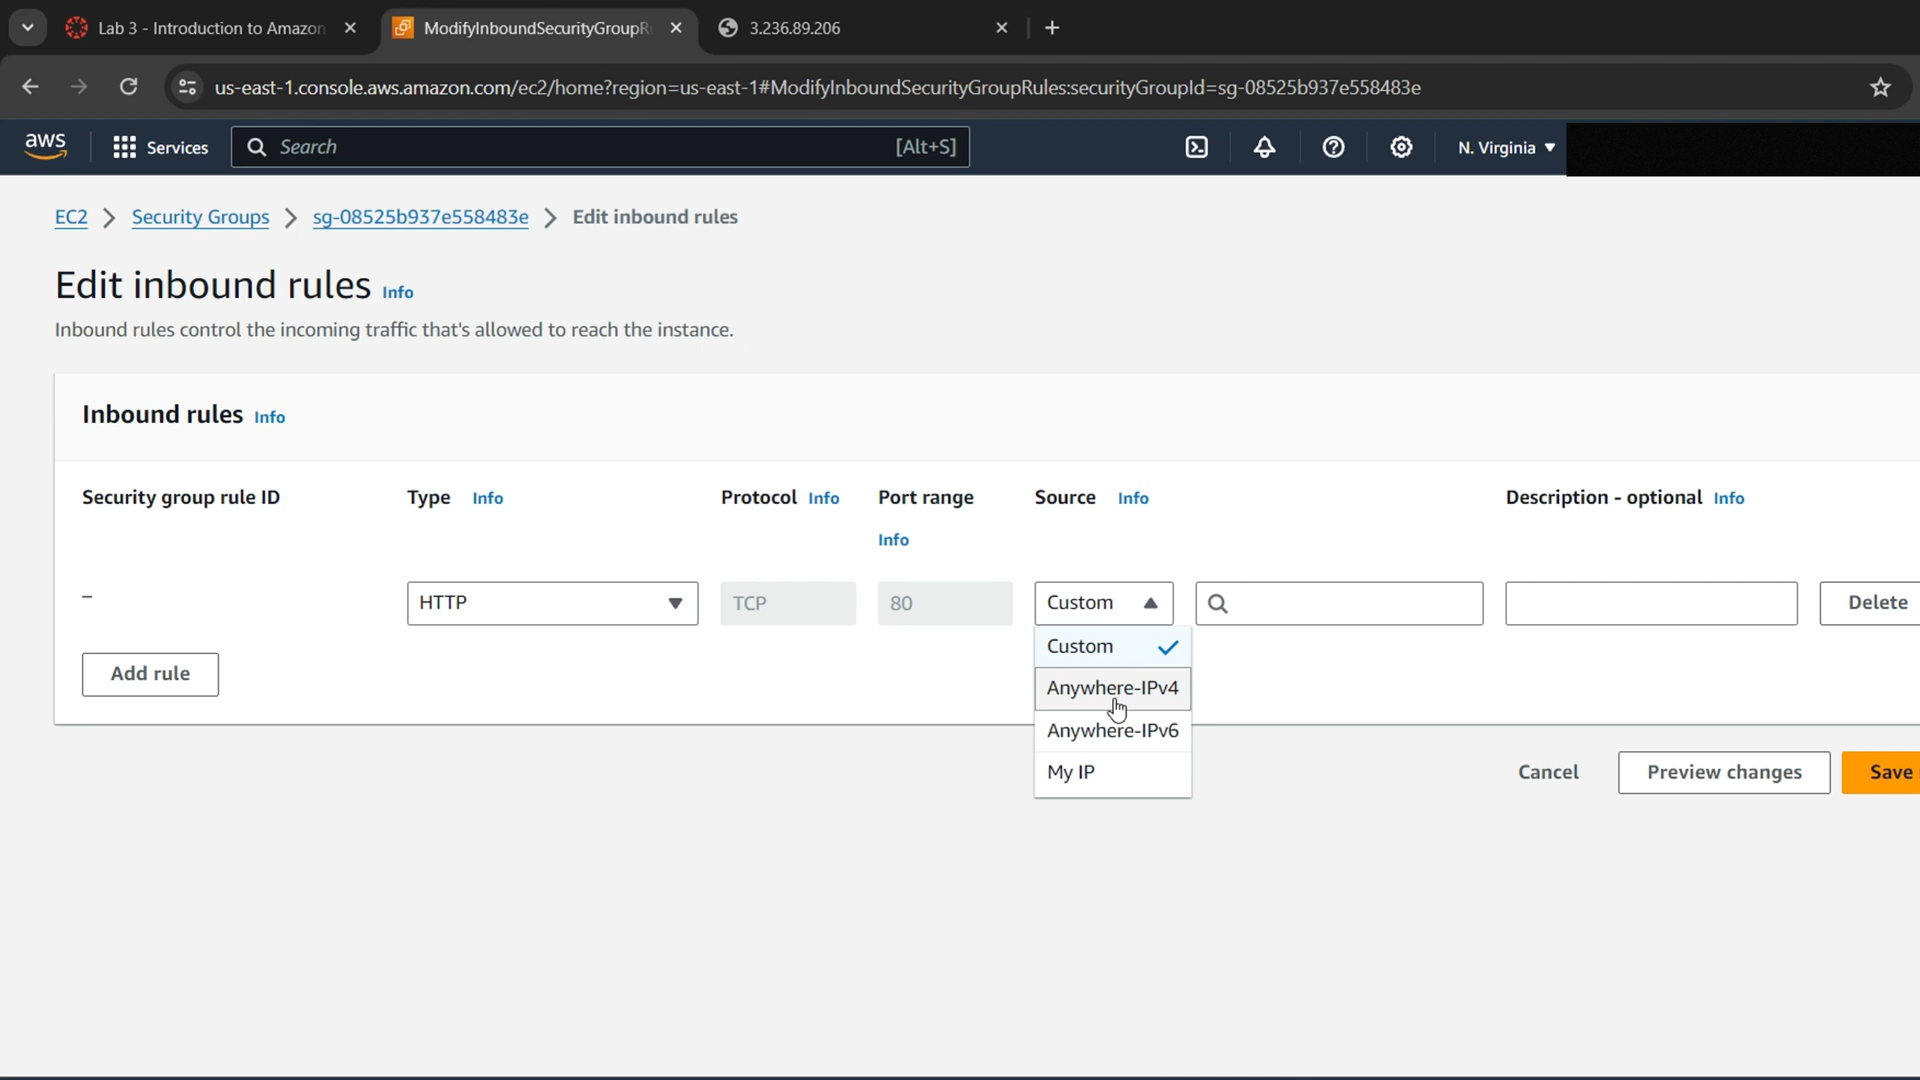 Lab 3 - Introduction to Amazon
ModifyInboundSecurityGroupR
3.236.89.206
us-east-1.console.aws.amazon.com/ec2/home?region=us-east-1#ModifyInboundSecurityGroupRules:securityGroupId=sg-08525b937e558483e
aws Services Search [Alt+S] N. Virginia
EC2 Security Groups sg-08525b937e558483e Edit inbound rules
Edit inbound rules Info
Inbound rules control the incoming traffic that's allowed to reach the instance.
Inbound rules Info
Security group rule ID Type Info Protocol Info Port range Source Info Description - optional Info
Info
– HTTP TCP 80 Custom Delete
Custom
Add rule
Anywhere-IPv4
Anywhere-IPv6
My IP
Cancel Preview changes Save